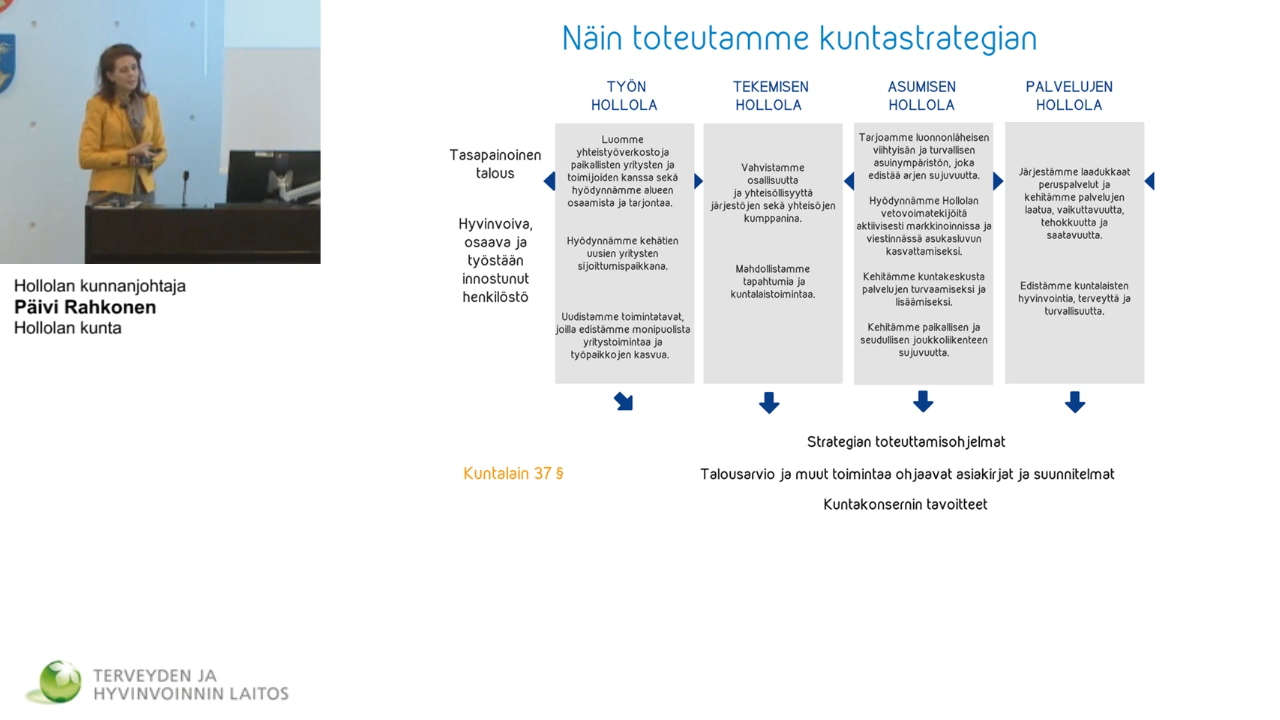 Näin toteutamme kuntastrategian
TYÖN
HOLLOLA
TEKEMISEN
HOLLOLA
ASUMISEN
HOLLOLA
PALVELUJEN
HOLLOLA
Tasapainoinen
talous
Hyvinvoiva,
osaava ja
työstään
innostunut
henkilöstö
Luomme
yhteistyöverkostoja
paikallisten yritysten ja
toimijoiden kanssa sekä
hyödynnämme alueen
osaamista ja tarjontaa.
Hyödynnämme kehätien
uusien yritysten
sijoittumispaikkana.
Uudistamme toimintatavat,
joilla edistämme monipuolista
yritystoimintaa ja
työpaikkojen kasvua.
Vahvistamme
osallisuutta
ja yhteisöllisyyttä
järjestöjen sekä yhteisöjen
kumppanina.
Mahdollistamme
tapahtumia ja
kuntalaistoimintaa.
Tarjoamme luonnonläheisen
viihtyisän ja turvallisen
asuinympäristön, joka
edistää arjen sujuvuutta.
Hyödynnämme Hollolan
vetovoimatekijöitä
aktiivisesti markkinoinnissa ja
viestinnässä asukasluvun
kasvattamiseksi.
Kehitämme kuntakeskusta
palvelujen turvaamiseksi ja
lisäämiseksi.
Kehitämme paikallisen ja
seudullisen joukkoliikenteen
sujuvuutta.
Järjestämme laadukkaat
peruspalvelut ja
kehitämme palvelujen
laatua, vaikuttavuutta,
tehokkuutta ja
saatavuutta.
Edistämme kuntalaisten
hyvinvointia, terveyttä ja
turvallisuutta.
Strategian toteuttamisohjelmat
Kuntalain 37 §
Talousarvio ja muut toimintaa ohjaavat asiakirjat ja suunnitelmat
Kuntakonsernin tavoitteet
Hollolan kunnanjohtaja
Päivi Rahkonen
Hollolan kunta
TERVEYDEN JA
HYVINVOINNIN LAITOS